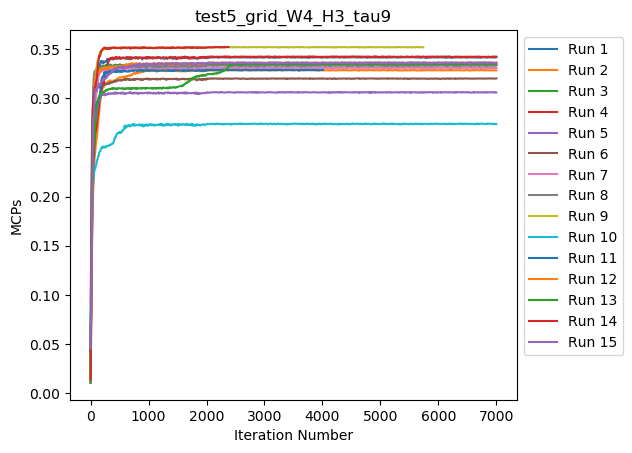 test5_grid_W4_H3_tau9
MCPs
0.35
0.30
0.25
0.20
0.15
0.10
0.05
0.00
0 1000 2000 3000 4000 5000 6000 7000
Iteration Number
Run 1
Run 2
Run 3
Run 4
Run 5
Run 6
Run 7
Run 8
Run 9
Run 10
Run 11
Run 12
Run 13
Run 14
Run 15